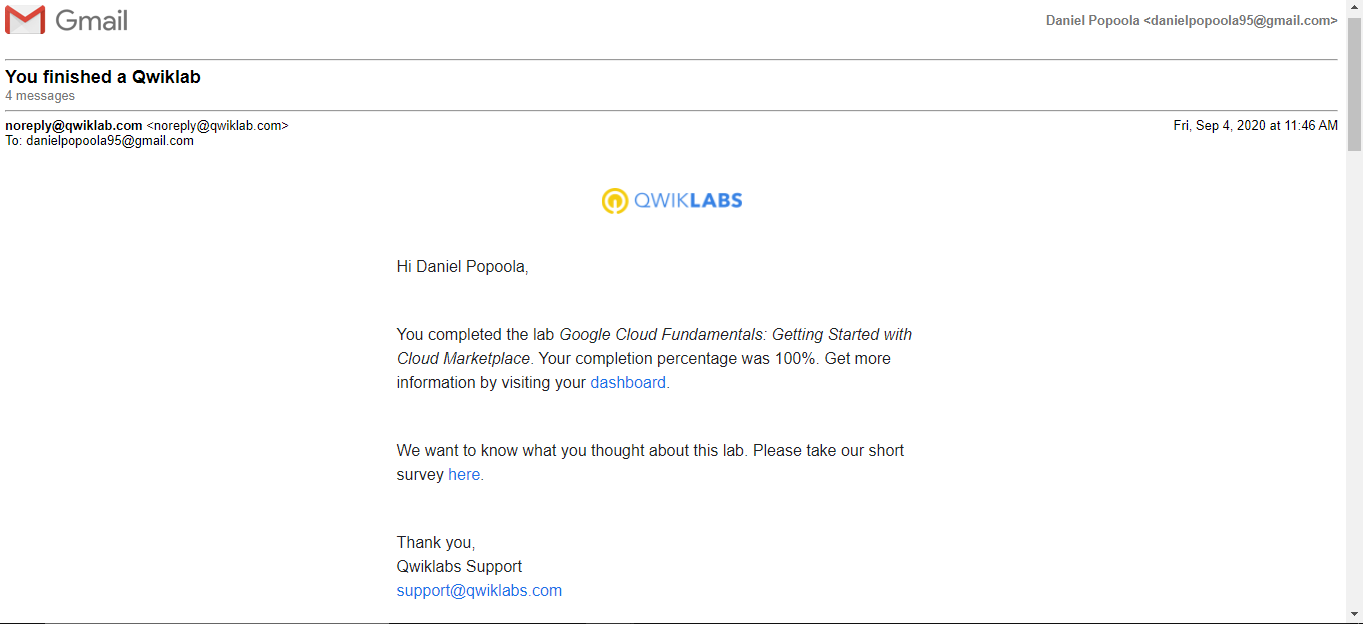 Gmail
Daniel Popoola <danielpopoola95@gmail.com>
You finished a Qwiklab
4 messages
noreply@qwiklab.com <noreply@qwiklab.com>
Fri, Sep 4, 2020 at 11:46 AM
To: danielpopoola95@gmail.com
QWIKLABS
Hi Daniel Popoola,
You completed the lab Google Cloud Fundamentals: Getting Started with
Cloud Marketplace. Your completion percentage was 100%. Get more
information by visiting your dashboard.
We want to know what you thought about this lab. Please take our short
survey here.
Thank you,
Qwiklabs Support
support@qwiklabs.com